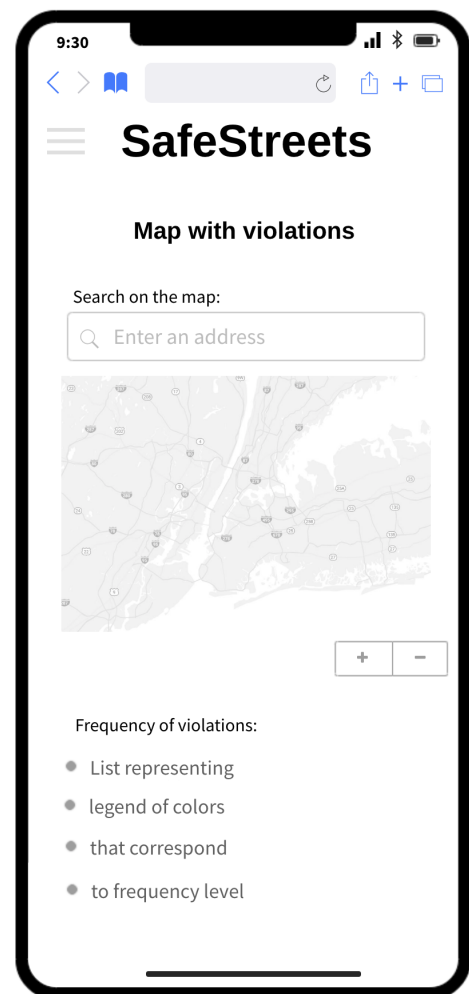 9:30
SafeStreets
Map with violations
Search on the map:
Enter an address
Frequency of violations:
List representing
legend of colors
that correspond
to frequency level